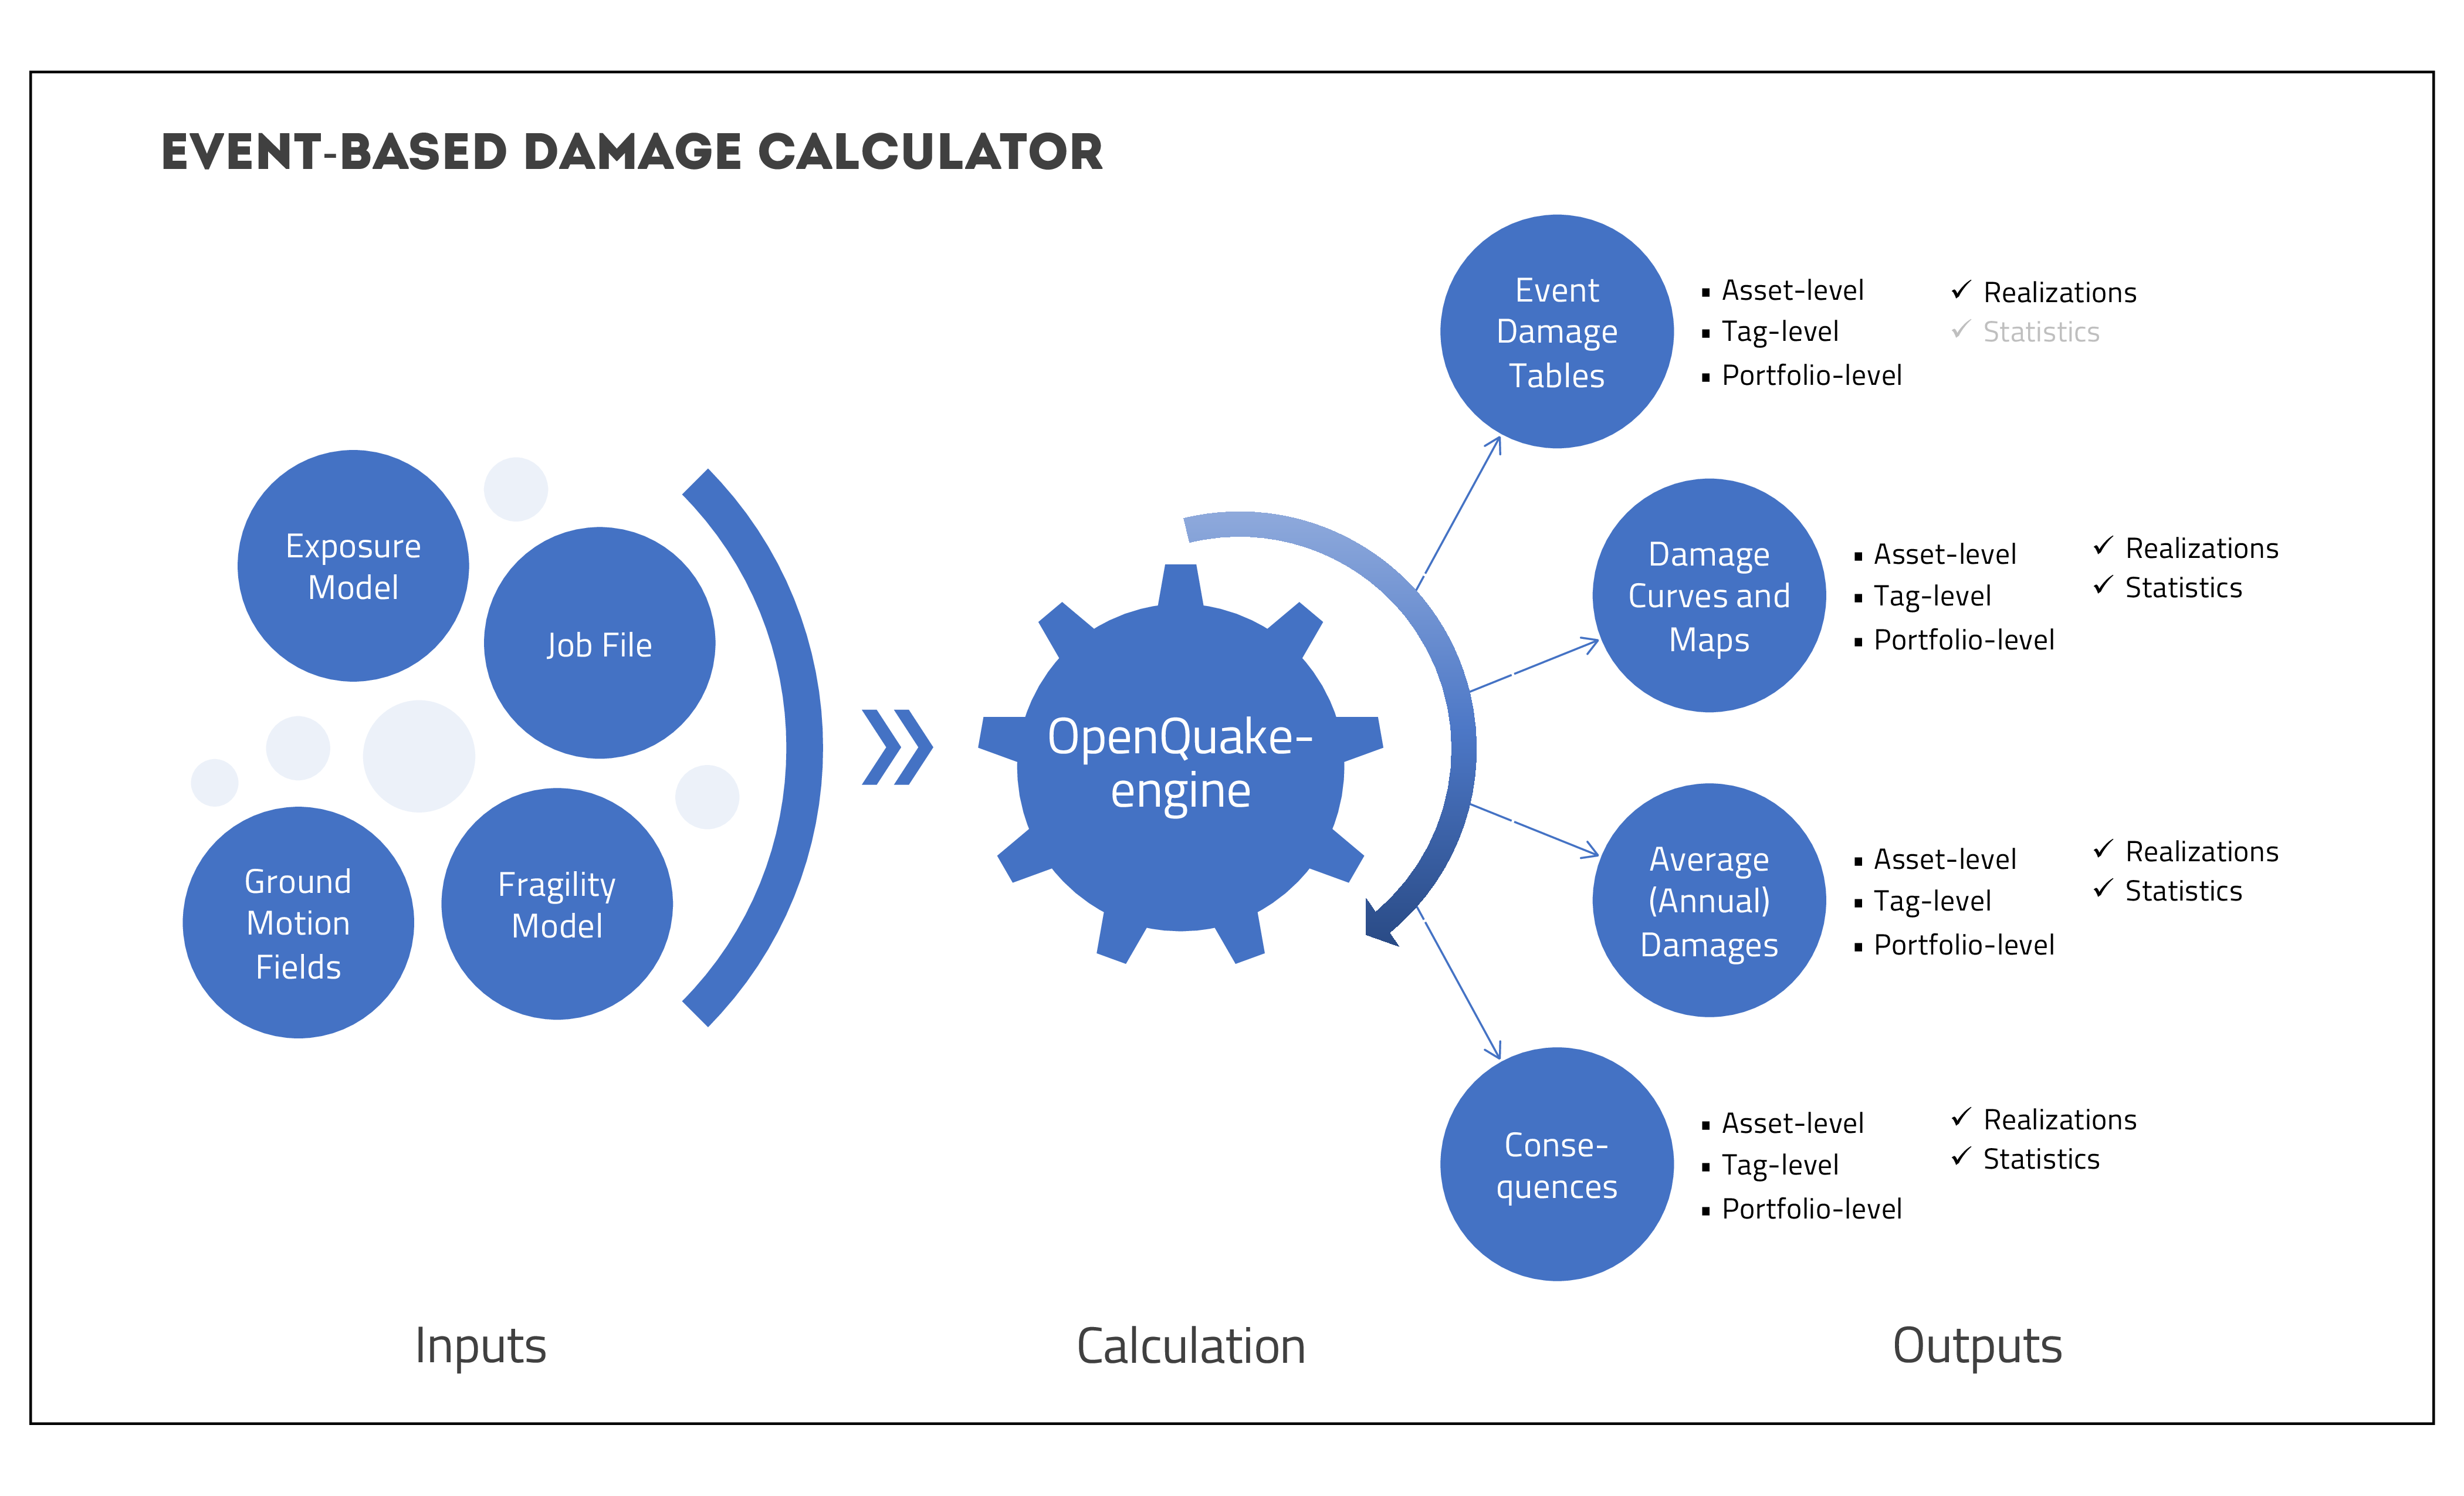 EVENT-BASED DAMAGE CALCULATOR
Exposure
Model
Job File
Ground
Motion
Fields
Fragility
Model
OpenQuake-
engine
Event
Damage
Tables
▪ Asset-level
▪ Tag-level
▪ Portfolio-level
✓ Realizations
✓ Statistics
Damage
Curves and
Maps
▪ Asset-level
▪ Tag-level
▪ Portfolio-level
✓ Realizations
✓ Statistics
Average
(Annual)
Damages
▪ Asset-level
▪ Tag-level
▪ Portfolio-level
✓ Realizations
✓ Statistics
Conse-
quences
▪ Asset-level
▪ Tag-level
▪ Portfolio-level
✓ Realizations
✓ Statistics
Inputs
Calculation
Outputs